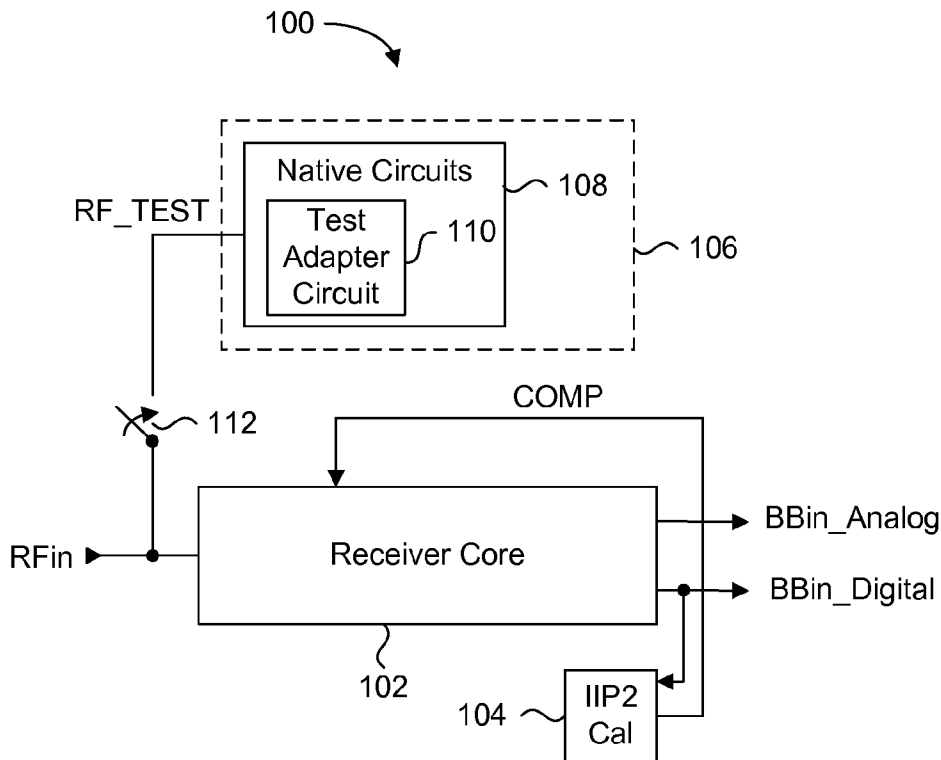 100
Native Circuits
108
RF_TEST
Test
Adapter
Circuit
110
106
112
COMP
RFin
Receiver Core
BBin_Analog
BBin_Digital
102
104
IIP2
Cal